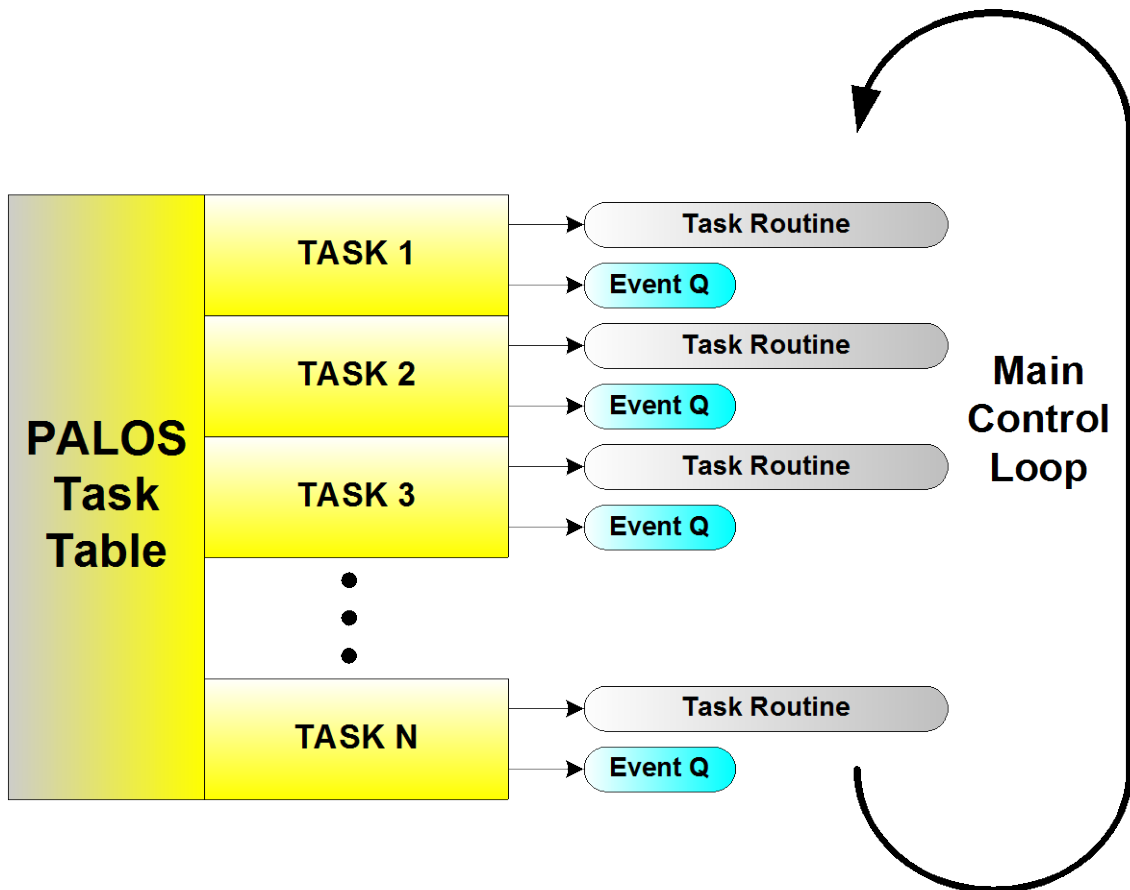 PALOS
Task
Table
TASK 1
Task Routine
Event Q
TASK 2
Task Routine
Event Q
TASK 3
Task Routine
Event Q
TASK N
Task Routine
Event Q
Main
Control
Loop